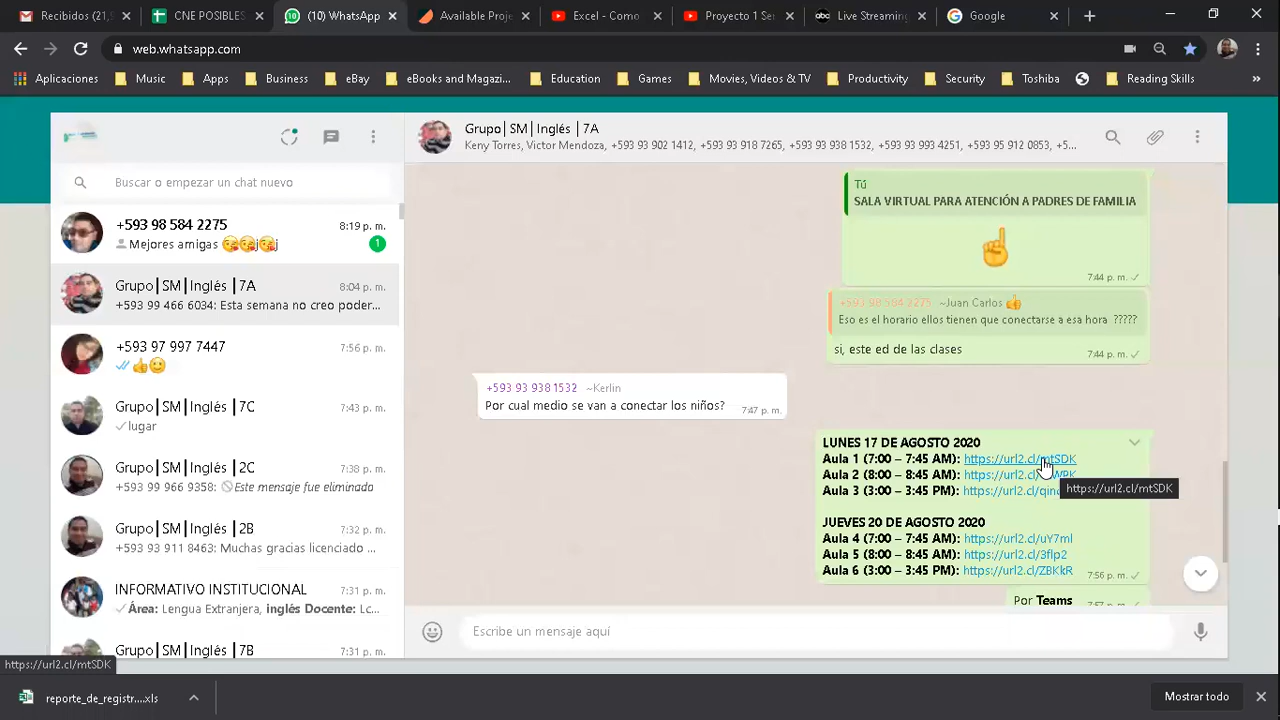 Recibidos (21,9
CNE POSIBLES
(10) WhatsApp
Available Proje
Excel - Como
Proyecto 1 Se
Live Streaming
Google
web.whatsapp.com
Aplicaciones
Music
Apps
Business
eBay
eBooks and Magazi...
Education
Games
Movies, Videos & TV
Productivity
Security
Toshiba
Reading Skills
Grupo┃SM┃Inglés ┃7A
Keny Torres, Victor Mendoza, +593 93 902 1412, +593 93 918 7265, +593 93 938 1532, +593 93 993 4251, +593 95 912 0853, +5...
Buscar o empezar un chat nuevo
+593 98 584 2275
8:19 p. m.
Mejores amigas 😘😘j😘j
1
Grupo┃SM┃Inglés ┃7A
8:04 p. m.
+593 99 466 6034: Esta semana no creo poder...
+593 97 997 7447
7:56 p. m.
👍🙂
Grupo┃SM┃Inglés ┃7C
7:43 p. m.
lugar
Grupo┃SM┃Inglés ┃2C
7:38 p. m.
+593 99 966 9358: Este mensaje fue eliminado
Grupo┃SM┃Inglés ┃2B
7:32 p. m.
+593 93 911 8463: Muchas gracias licenciado ...
INFORMATIVO INSTITUCIONAL
7:31 p. m.
Área: Lengua Extranjera, inglés Docente: Lc...
Grupo┃SM┃Inglés ┃7B
7:31 p. m.
Tú
SALA VIRTUAL PARA ATENCIÓN A PADRES DE FAMILIA
☝
7:44 p. m.
+593 98 584 2275 ~Juan Carlos 👍
Eso es el horario ellos tienen que conectarse a esa hora ?????
si, este ed de las clases
7:44 p. m.
+593 93 938 1532 ~Kerlin
Por cual medio se van a conectar los niños?
7:47 p. m.
LUNES 17 DE AGOSTO 2020
Aula 1 (7:00 – 7:45 AM): https://url2.cl/mtSDK
Aula 2 (8:00 – 8:45 AM): https://url2.cl/
Aula 3 (3:00 – 3:45 PM): https://url2.cl/qin
https://url2.cl/mtSDK
JUEVES 20 DE AGOSTO 2020
Aula 4 (7:00 – 7:45 AM): https://url2.cl/uY7ml
Aula 5 (8:00 – 8:45 AM): https://url2.cl/3flp2
Aula 6 (3:00 – 3:45 PM): https://url2.cl/ZBKkR
7:56 p. m.
Por Teams
7:57 p. m.
Escribe un mensaje aquí
https://url2.cl/mtSDK
reporte_de_registr....xls
Mostrar todo